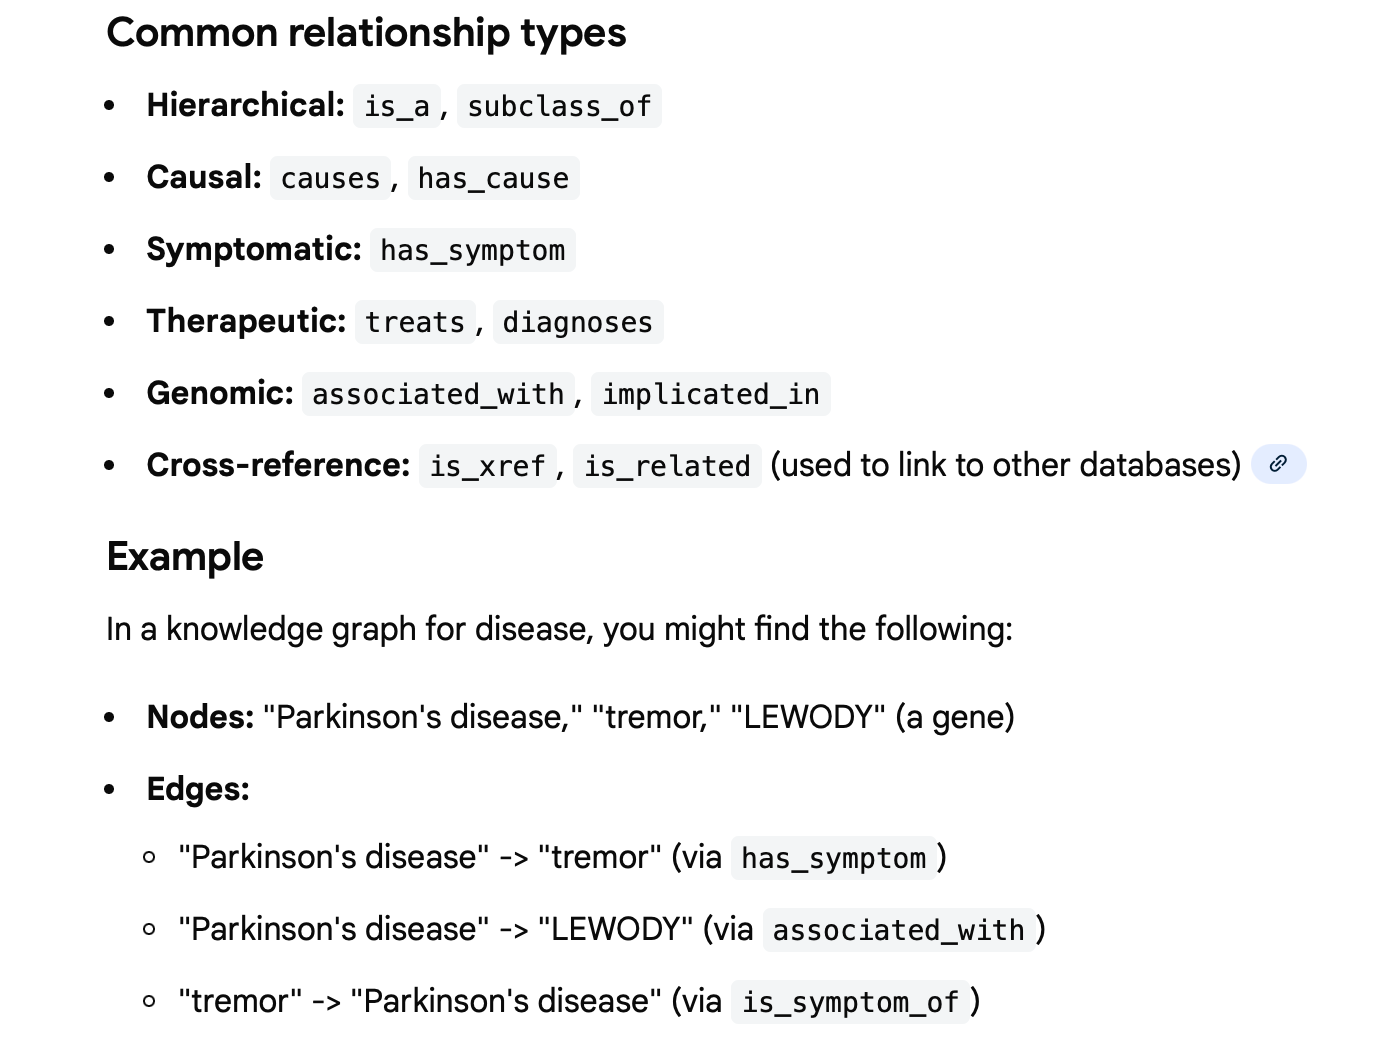 Common relationship types
• Hierarchical: is_a, subclass_of
• Causal: causes, has_cause
• Symptomatic: has_symptom
• Therapeutic: treats, diagnoses
• Genomic: associated_with, implicated_in
• Cross-reference: is_xref, is_related (used to link to other databases)
Example
In a knowledge graph for disease, you might find the following:
• Nodes: "Parkinson's disease," "tremor," "LEWODY" (a gene)
• Edges:
◦ "Parkinson's disease" -> "tremor" (via has_symptom)
◦ "Parkinson's disease" -> "LEWODY" (via associated_with)
◦ "tremor" -> "Parkinson's disease" (via is_symptom_of)